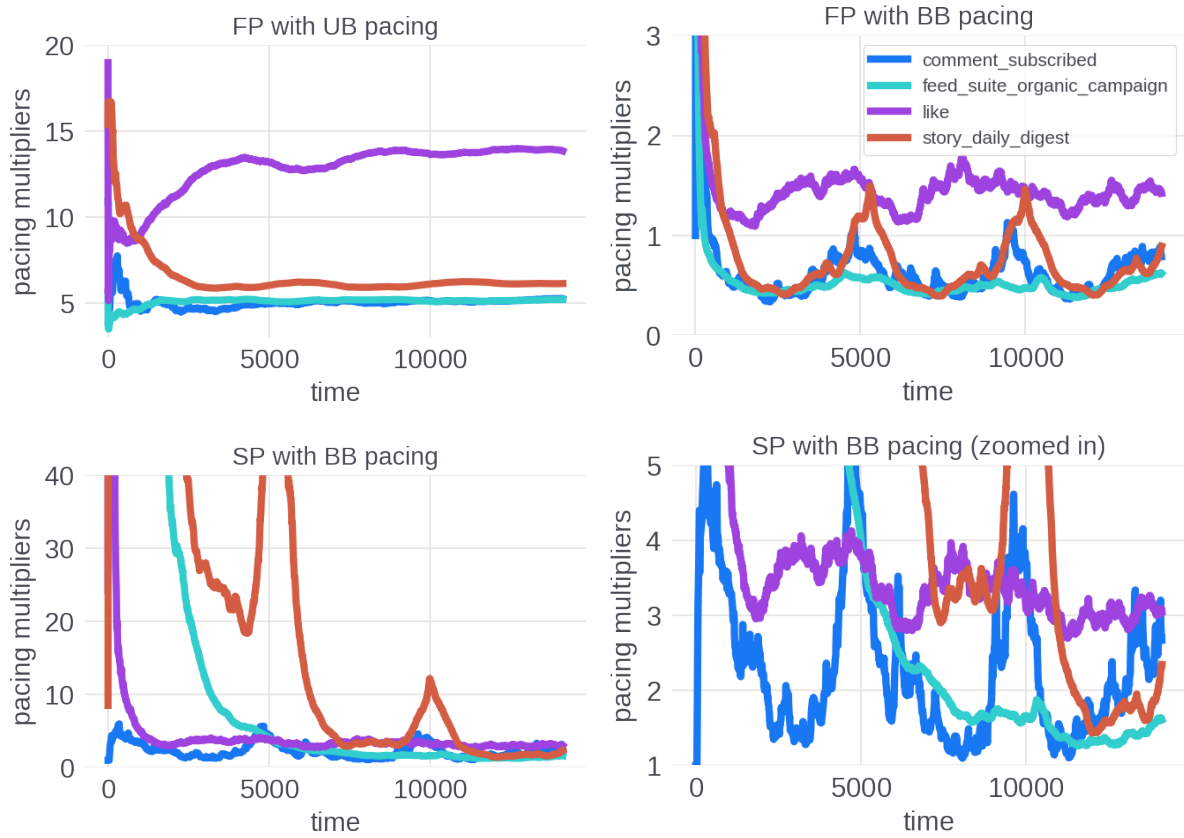 FP with UB pacing
pacing multipliers
20
15
10
5
0
5000
10000
time
FP with BB pacing
pacing multipliers
3
2
1
0
comment_subscribed
feed_suite_organic_campaign
like
story_daily_digest
0
5000
10000
time
SP with BB pacing
pacing multipliers
40
30
20
10
0
0
5000
10000
time
SP with BB pacing (zoomed in)
pacing multipliers
5
4
3
2
1
0
5000
10000
time